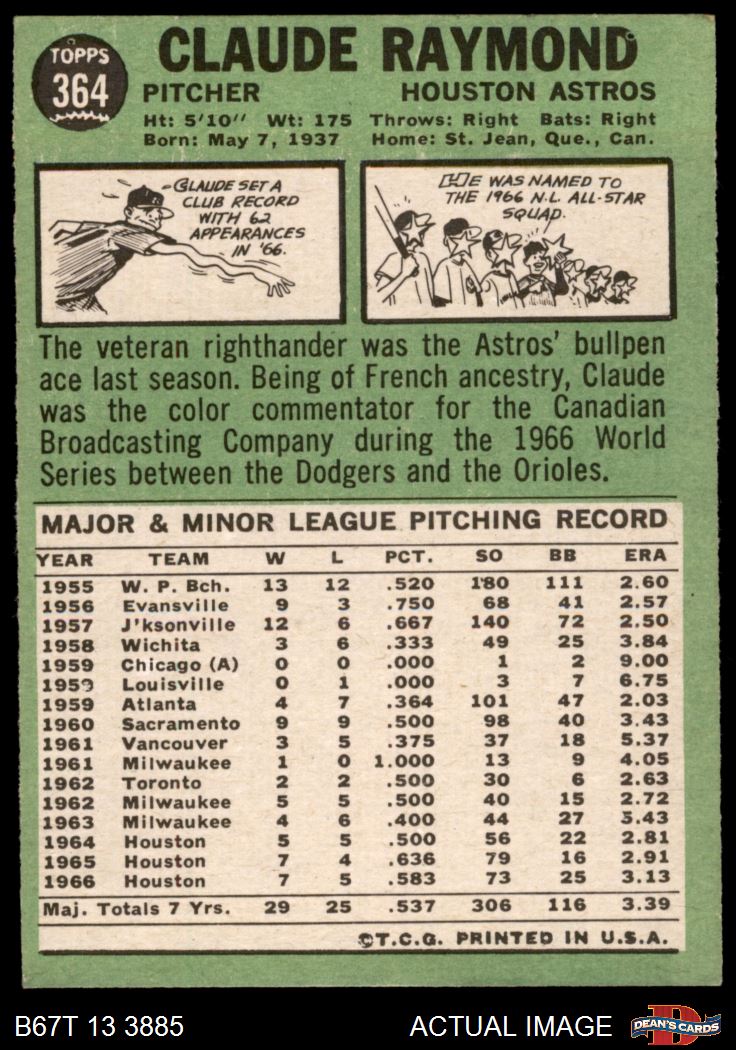 TOPPS
364
CLAUDE RAYMOND
PITCHER HOUSTON ASTROS
Ht: 5'10" Wt: 175 Throws: Right Bats: Right
Born: May 7, 1937 Home: St. Jean, Que., Can.
CLAUDE SET A
CLUB RECORD
WITH 62
APPEARANCES
IN '66.
HE WAS NAMED TO
THE 1966 N.L. ALL-STAR
SQUAD.
The veteran righthander was the Astros' bullpen
ace last season. Being of French ancestry, Claude
was the color commentator for the Canadian
Broadcasting Company during the 1966 World
Series between the Dodgers and the Orioles.
MAJOR & MINOR LEAGUE PITCHING RECORD
YEAR TEAM W L PCT. SO BB ERA
1955 W. P. Bch. 13 12 .520 180 111 2.60
1956 Evansville 9 3 .750 68 41 2.57
1957 J'ksonville 12 6 .667 140 72 2.50
1958 Wichita 3 6 .333 49 25 3.84
1959 Chicago (A) 0 0 .000 1 2 9.00
1959 Louisville 0 1 .000 3 7 6.75
1959 Atlanta 4 7 .364 101 47 2.03
1960 Sacramento 9 9 .500 98 40 3.43
1961 Vancouver 3 5 .375 37 18 5.37
1961 Milwaukee 1 0 1.000 13 9 4.05
1962 Toronto 2 2 .500 30 6 2.63
1962 Milwaukee 5 5 .500 40 15 2.72
1963 Milwaukee 4 6 .400 44 27 5.43
1964 Houston 5 5 .500 56 22 2.81
1965 Houston 7 4 .636 79 16 2.91
1966 Houston 7 5 .583 73 25 3.13
Maj. Totals 7 Yrs. 29 25 .537 306 116 3.39
©T.C.G. PRINTED IN U.S.A.
B67T 13 3885 ACTUAL IMAGE DEAN'S CARDS